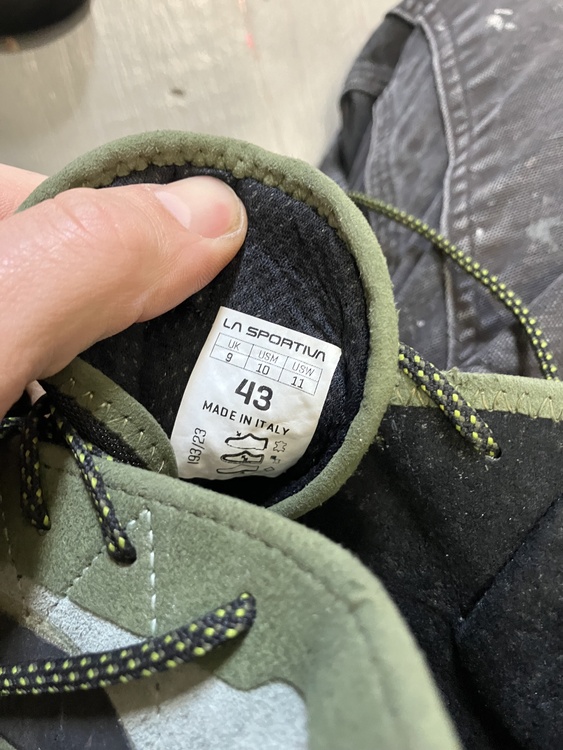 LA SPORTIVA
UK USM USW
9 10 11
43
MADE IN ITALY
193/23